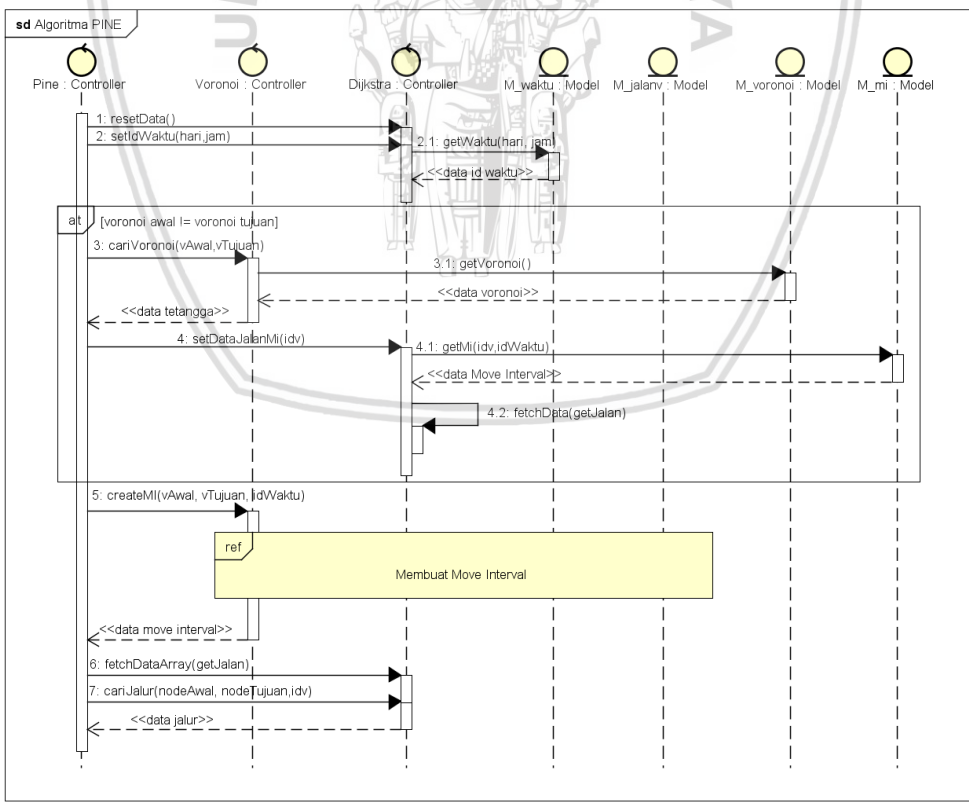 sd Algoritma PINE
Pine : Controller
Voronoi : Controller
Dijkstra : Controller
M_waktu : Model
M_jalanv : Model
M_voronoi : Model
M_mi : Model
1: resetData()
2: setIdWaktu(hari,jam)
2.1: getWaktu(hari, jam)
<<data id waktu>>
at
[voronoi awal != voronoi tujuan]
3: cariVoronoi(vAwal,vTujuan)
3.1: getVoronoi()
<<data voronoi>>
<<data tetangga>>
4: setDataJalanMi(idv)
4.1: getMi(idv,idWaktu)
<<data Move Interval>>
4.2: fetchData(getJalan)
5: createMI(vAwal, vTujuan, idWaktu)
ref
Membuat Move Interval
<<data move interval>>
6: fetchDataArray(getJalan)
7: cariJalur(nodeAwal, nodeTujuan,idv)
<<data jalur>>